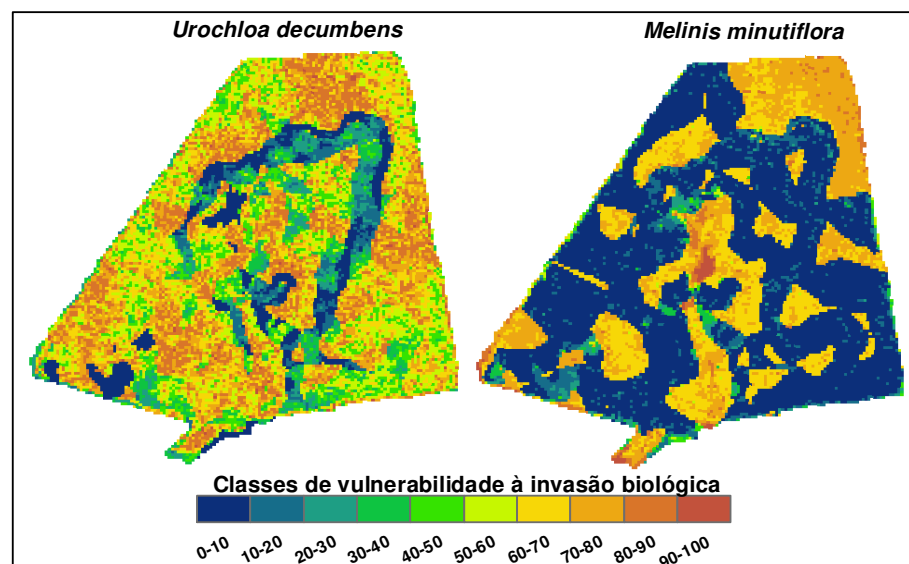 Urochloa decumbens
Melinis minutiflora
Classes de vulnerabilidade à invasão biológica
0-10 10-20 20-30 30-40 40-50 50-60 60-70 70-80 80-90 90-100